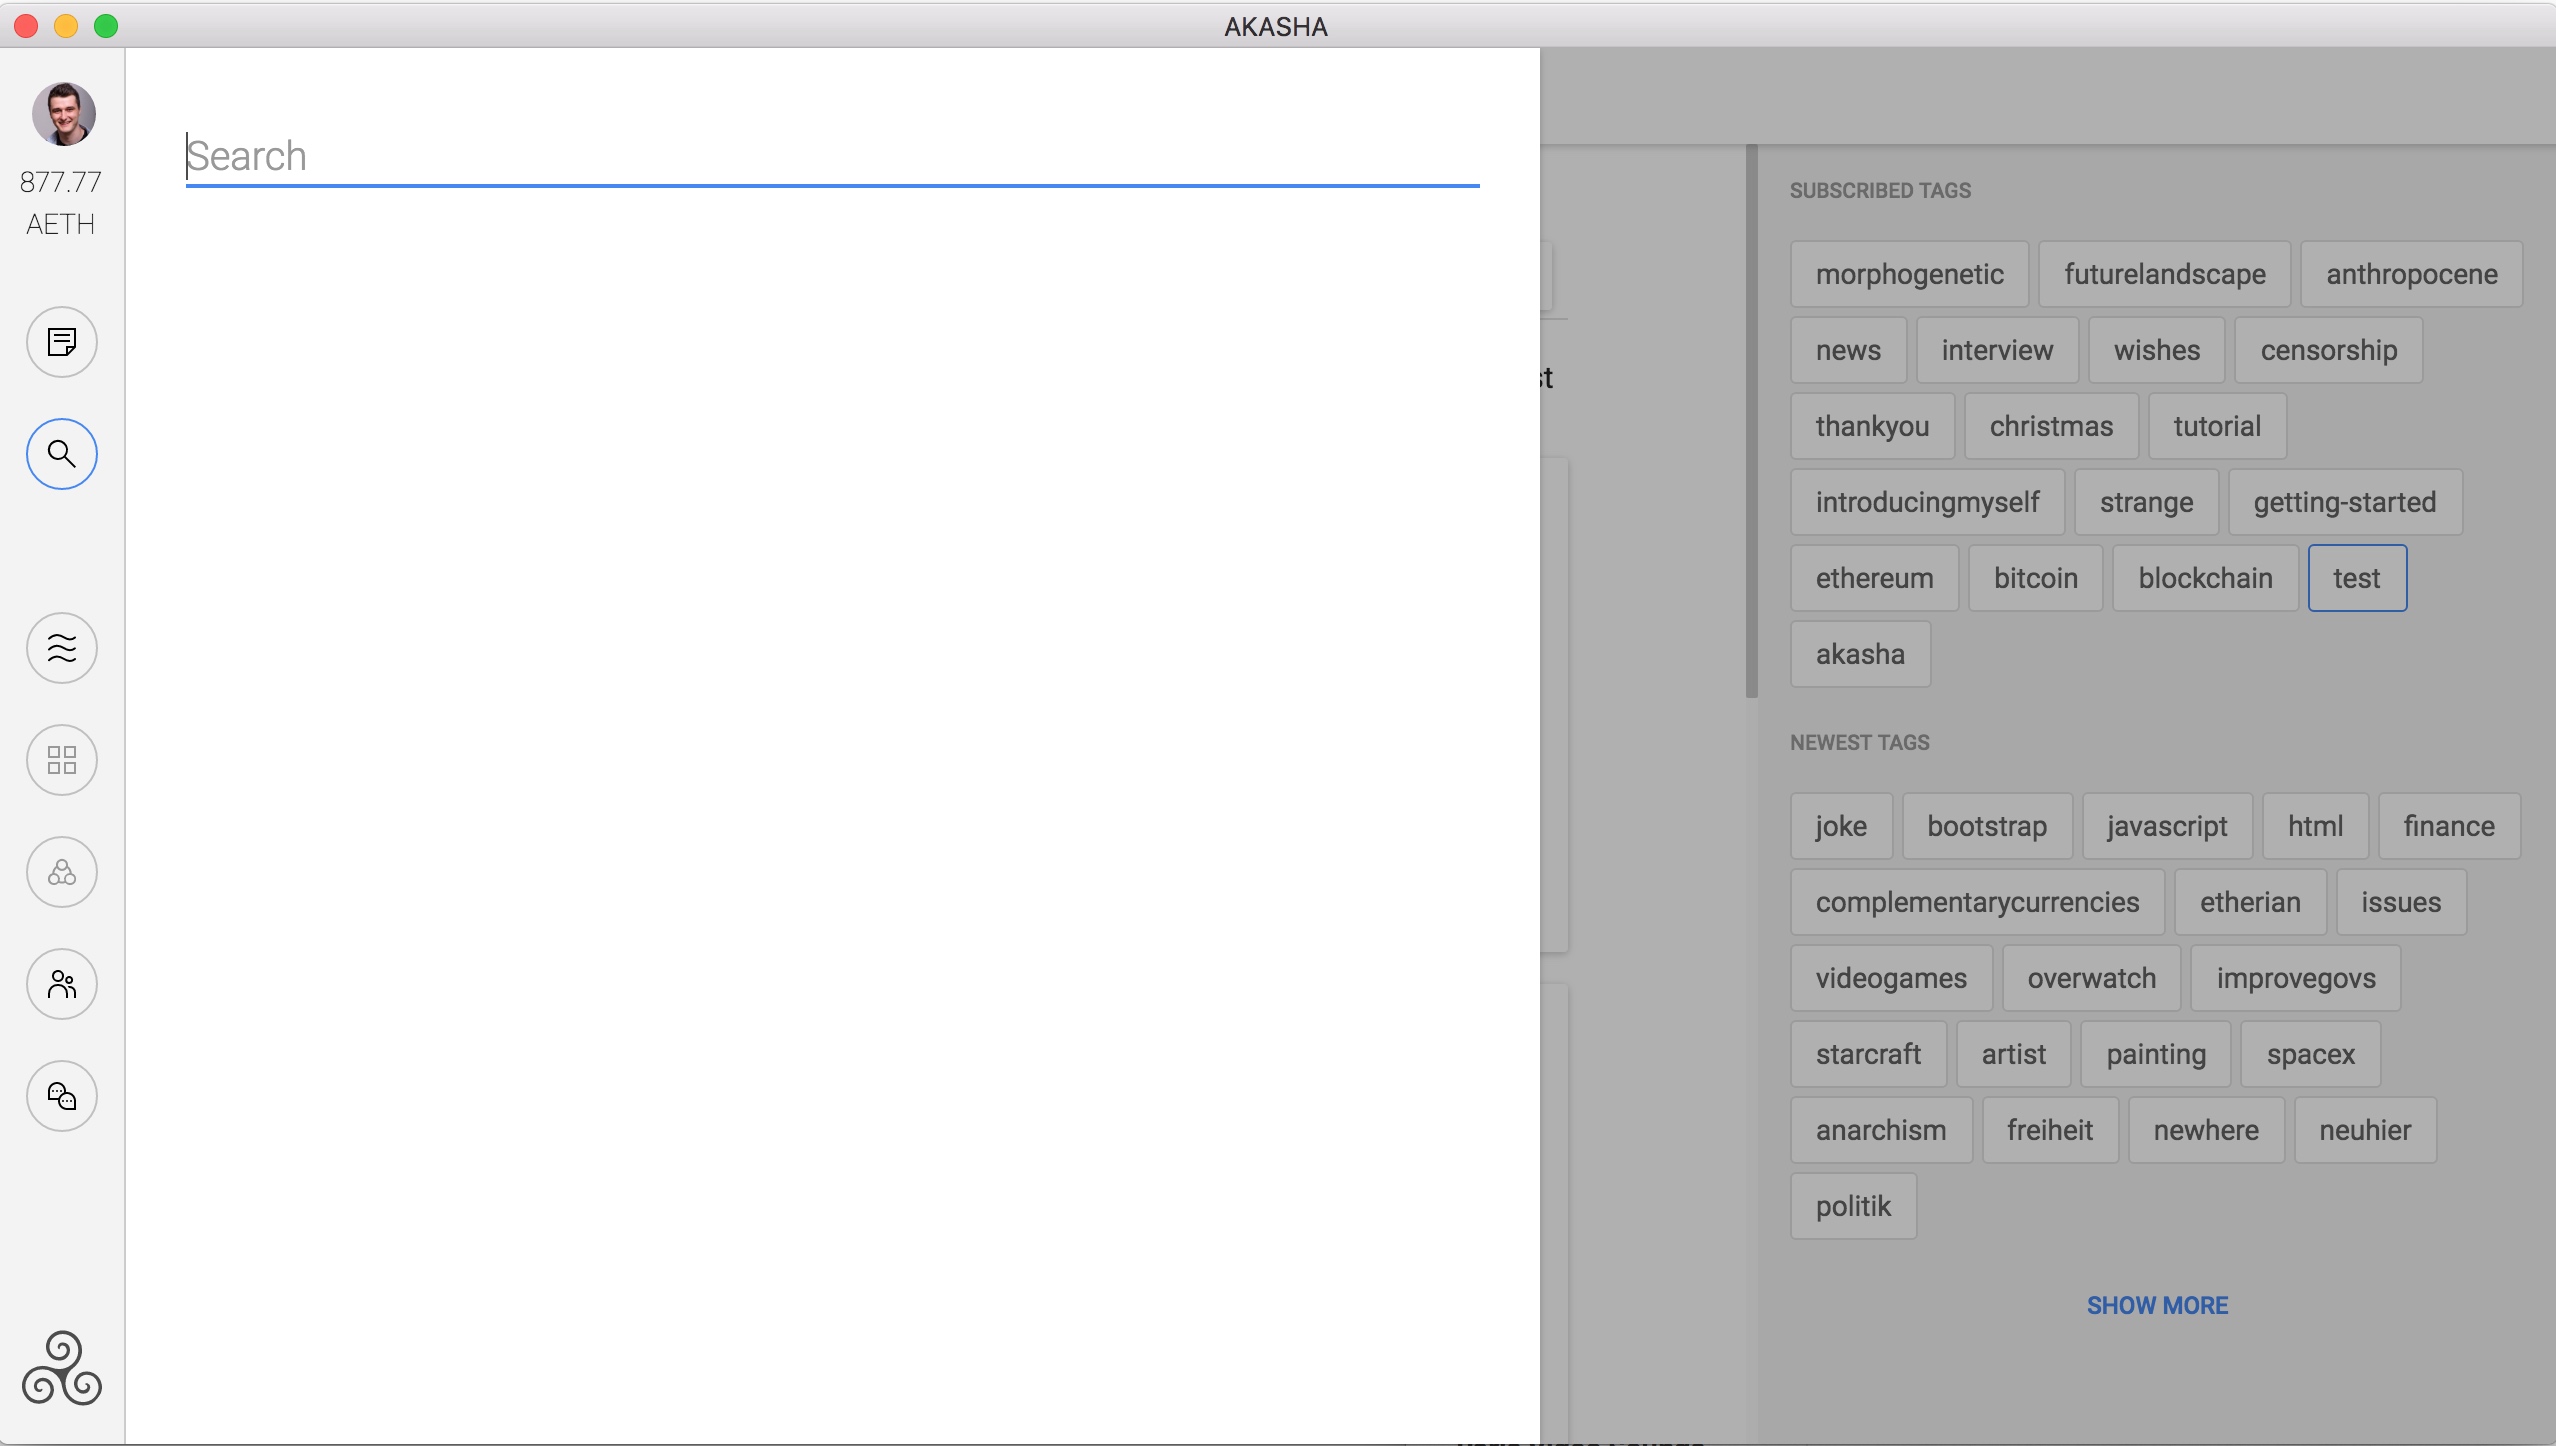 AKASHA
877.77
AETH
Search
SUBSCRIBED TAGS
morphogenetic futurelandscape anthropocene
news interview wishes censorship
thankyou christmas tutorial
introducingmyself strange getting-started
ethereum bitcoin blockchain test
akasha
NEWEST TAGS
joke bootstrap javascript html finance
complementarycurrencies etherian issues
videogames overwatch improvegovs
starcraft artist painting spacex
anarchism freiheit newhere neuhier
politik
SHOW MORE